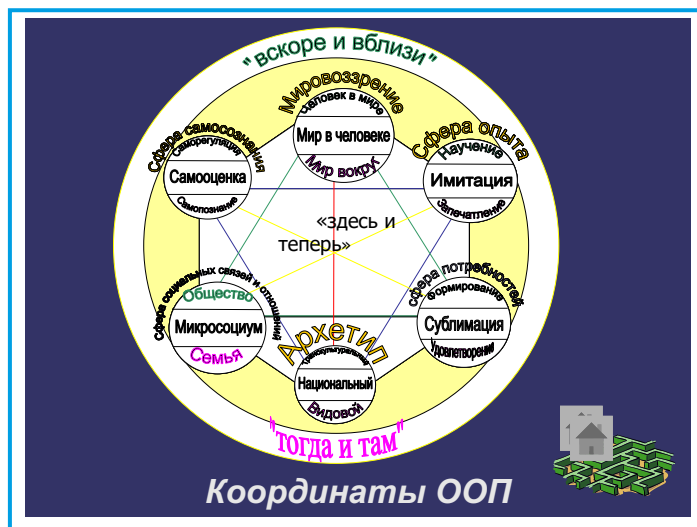 "вскоре и вблизи"
Мировоззрение
Человек в мире
Мир в человеке
Мир вокруг
Сфера самосознания
Саморегуляция
Самооценка
Самопознание
Сфера опыта
Научение
Имитация
Запечатление
«здесь и
теперь»
Сфера социальных связей и отношений
Общество
Микросоциум
Семья
сфера потребностей
Формирование
Сублимация
Удовлетворение
Архетип
Транскультуральный
Национальный
Видовой
"тогда и там"
Координаты ООП